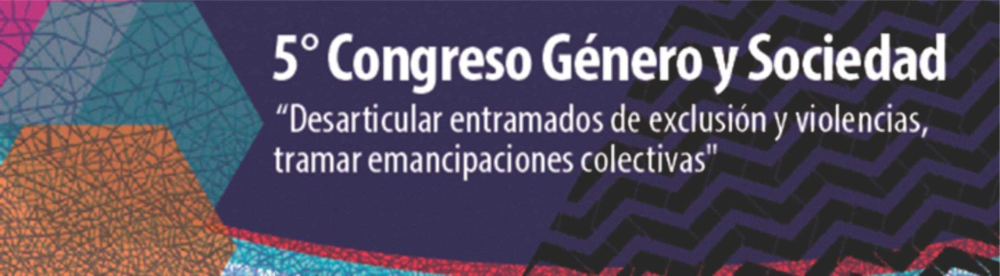 5° Congreso Género y Sociedad
“Desarticular entramados de exclusión y violencias,
tramar emancipaciones colectivas"